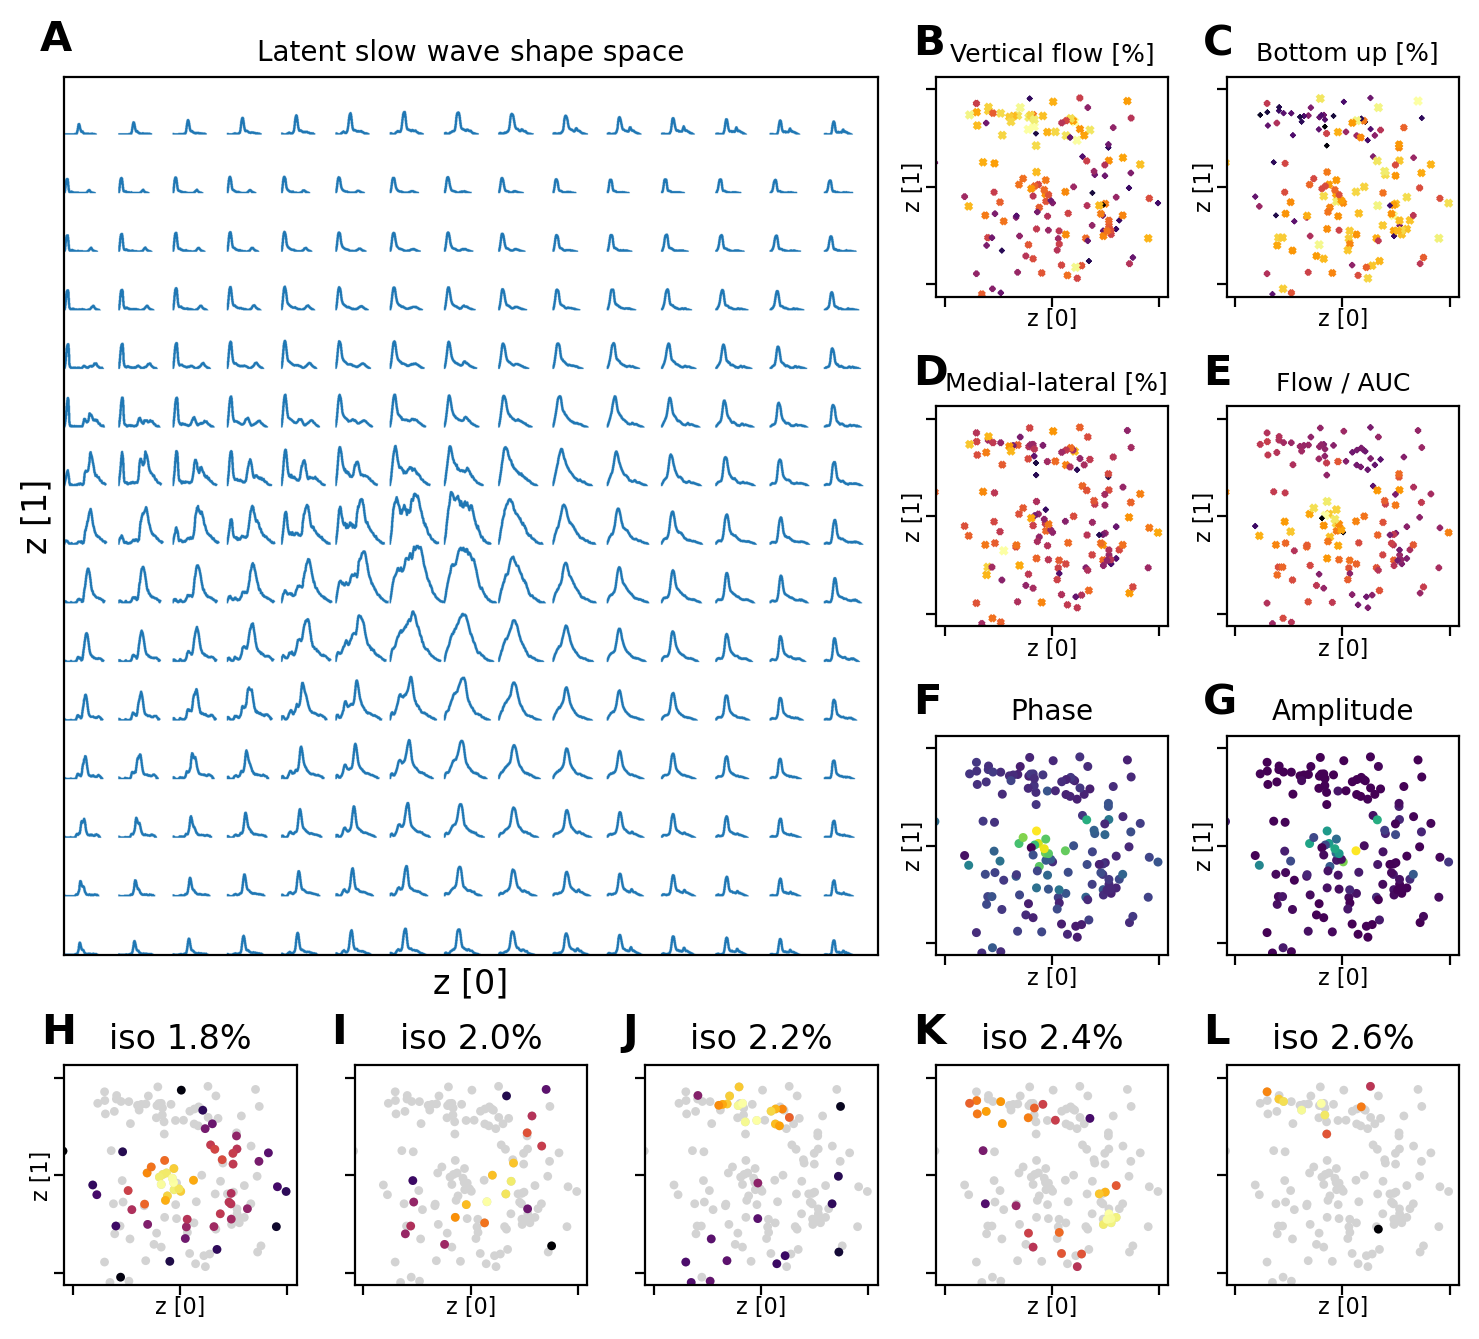 A
Latent slow wave shape space
z [1]
z [0]
B
Vertical flow [%]
z [1]
z [0]
C
Bottom up [%]
z [1]
z [0]
D
Medial-lateral [%]
z [1]
z [0]
E
Flow / AUC
z [1]
z [0]
F
Phase
z [1]
z [0]
G
Amplitude
z [1]
z [0]
H
iso 1.8%
z [1]
z [0]
I
iso 2.0%
z [0]
J
iso 2.2%
z [0]
K
iso 2.4%
z [0]
L
iso 2.6%
z [0]